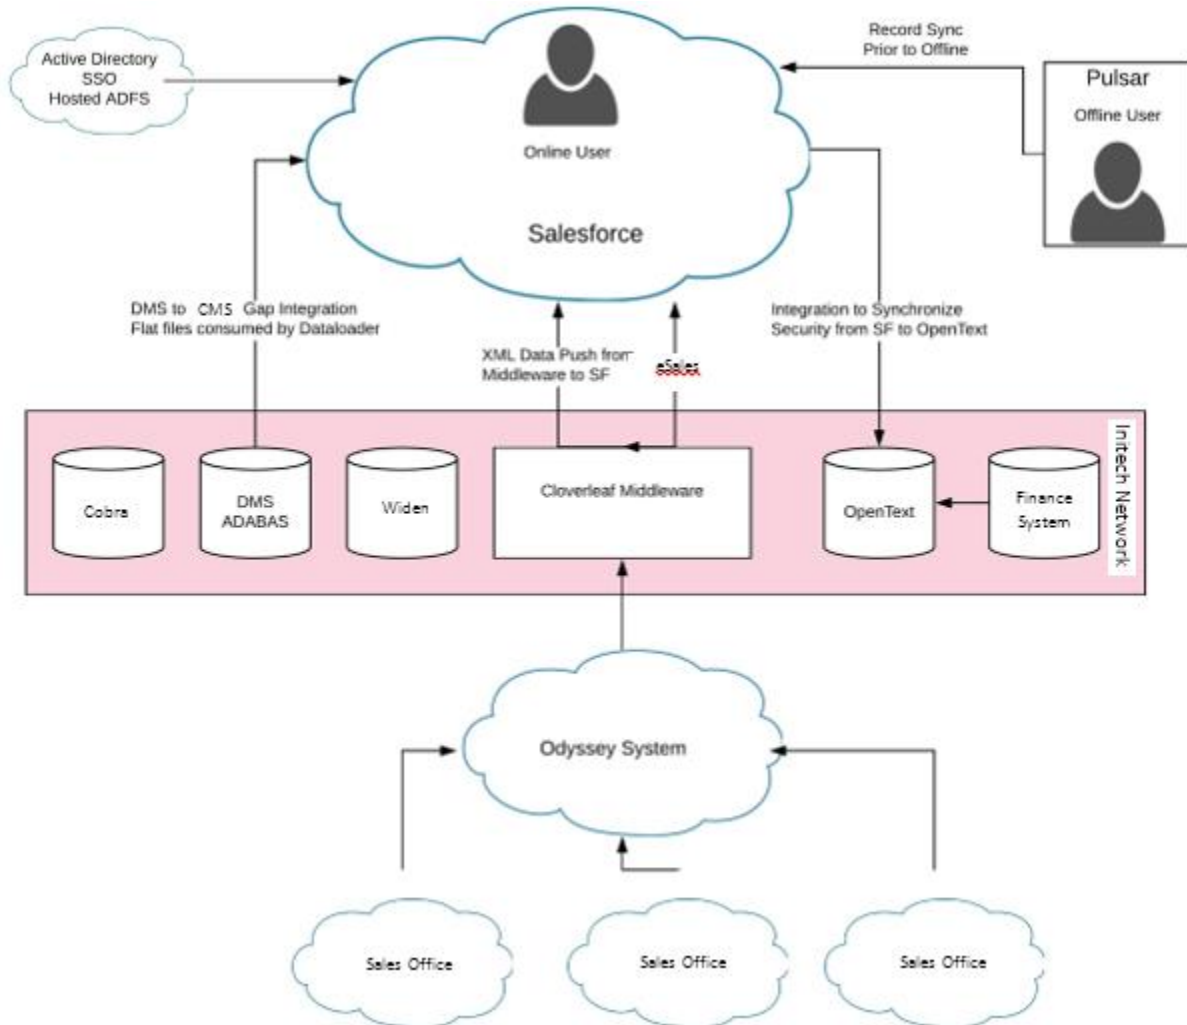 Active Directory
SSO
Hosted ADFS
Online User
Salesforce
Record Sync
Prior to Offline
Pulsar
Offline User
DMS to CMS Gap Integration
Flat files consumed by Dataloader
XML Data Push from
Middleware to SF
eSales
Integration to Synchronize
Security from SF to OpenText
Cobra
DMS
ADABAS
Widen
Cloverleaf Middleware
OpenText
Finance
System
Initech Network
Odyssey System
Sales Office
Sales Office
Sales Office